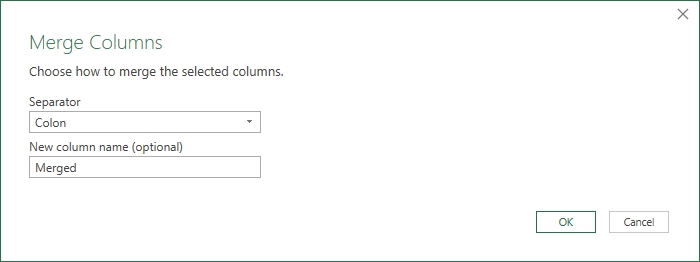 Merge Columns
Choose how to merge the selected columns.
Separator
Colon
New column name (optional)
Merged
OK
Cancel